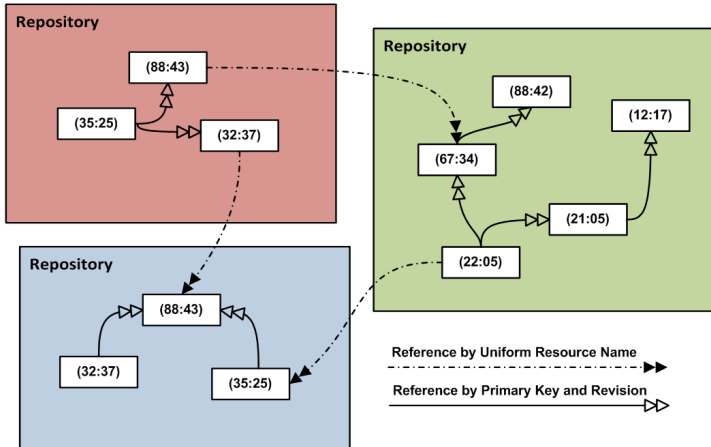 Repository
(88:43)
(35:25)
(32:37)
Repository
(88:42)
(12:17)
(67:34)
(21:05)
(22:05)
Repository
(88:43)
(32:37)
(35:25)
Reference by Uniform Resource Name
Reference by Primary Key and Revision